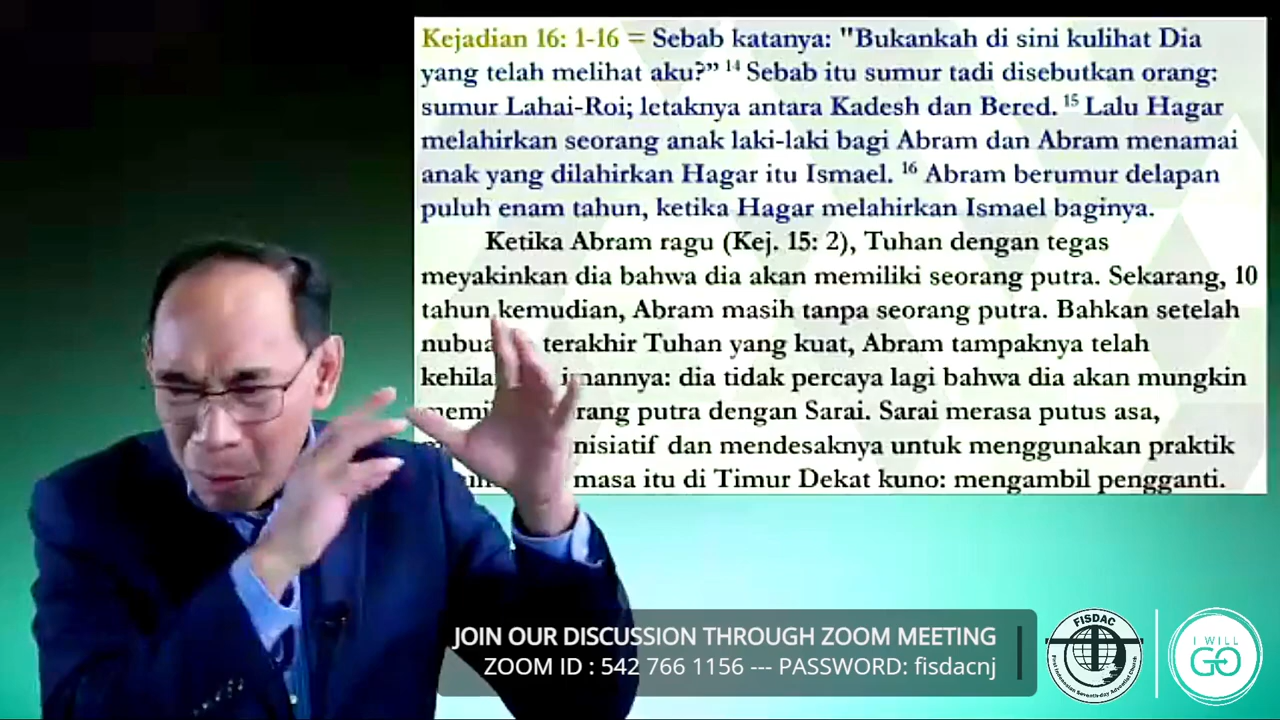 Kejadian 16: 1-16 = Sebab katanya: "Bukankah di sini kulihat Dia
yang telah melihat aku?” 14 Sebab itu sumur tadi disebutkan orang:
sumur Lahai-Roi; letaknya antara Kadesh dan Bered. 15 Lalu Hagar
melahirkan seorang anak laki-laki bagi Abram dan Abram menamai
anak yang dilahirkan Hagar itu Ismael. 16 Abram berumur delapan
puluh enam tahun, ketika Hagar melahirkan Ismael baginya.
Ketika Abram ragu (Kej. 15: 2), Tuhan dengan tegas
meyakinkan dia bahwa dia akan memiliki seorang putra. Sekarang, 10
tahun kemudian, Abram masih tanpa seorang putra. Bahkan setelah
terakhir Tuhan yang kuat, Abram tampaknya telah
dia tidak percaya lagi bahwa dia akan mungkin
putra dengan Sarai. Sarai merasa putus asa,
dan mendesaknya untuk menggunakan praktik
masa itu di Timur Dekat kuno: mengambil pengganti.
JOIN OUR DISCUSSION THROUGH ZOOM MEETING
ZOOM ID : 542 766 1156 --- PASSWORD: fisdacnj
FISDAC
First Indonesian Seventh-day Adventist Church
I WILL
GO